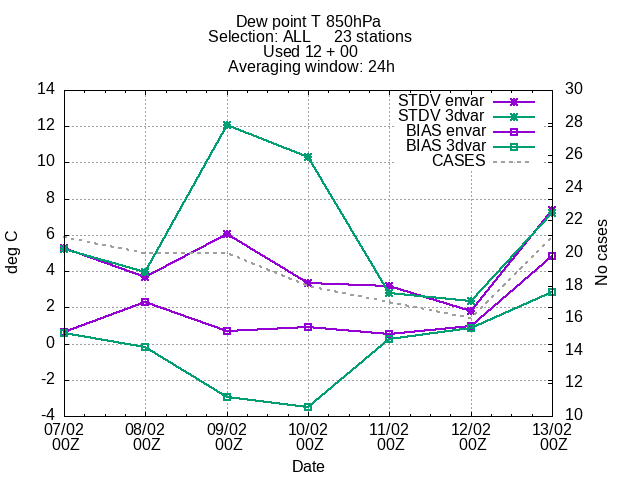 Dew point T 850hPa
Selection: ALL 23 stations
Used 12 + 00
Averaging window: 24h
14 30
STDV envar
STDV 3dvar
BIAS envar
BIAS 3dvar
CASES
12
10
8
6
4
2
0
-2
-4
28
26
24
22
20
18
16
14
12
10
deg C
No cases
07/02 08/02 09/02 10/02 11/02 12/02 13/02
00Z 00Z 00Z 00Z 00Z 00Z 00Z
Date